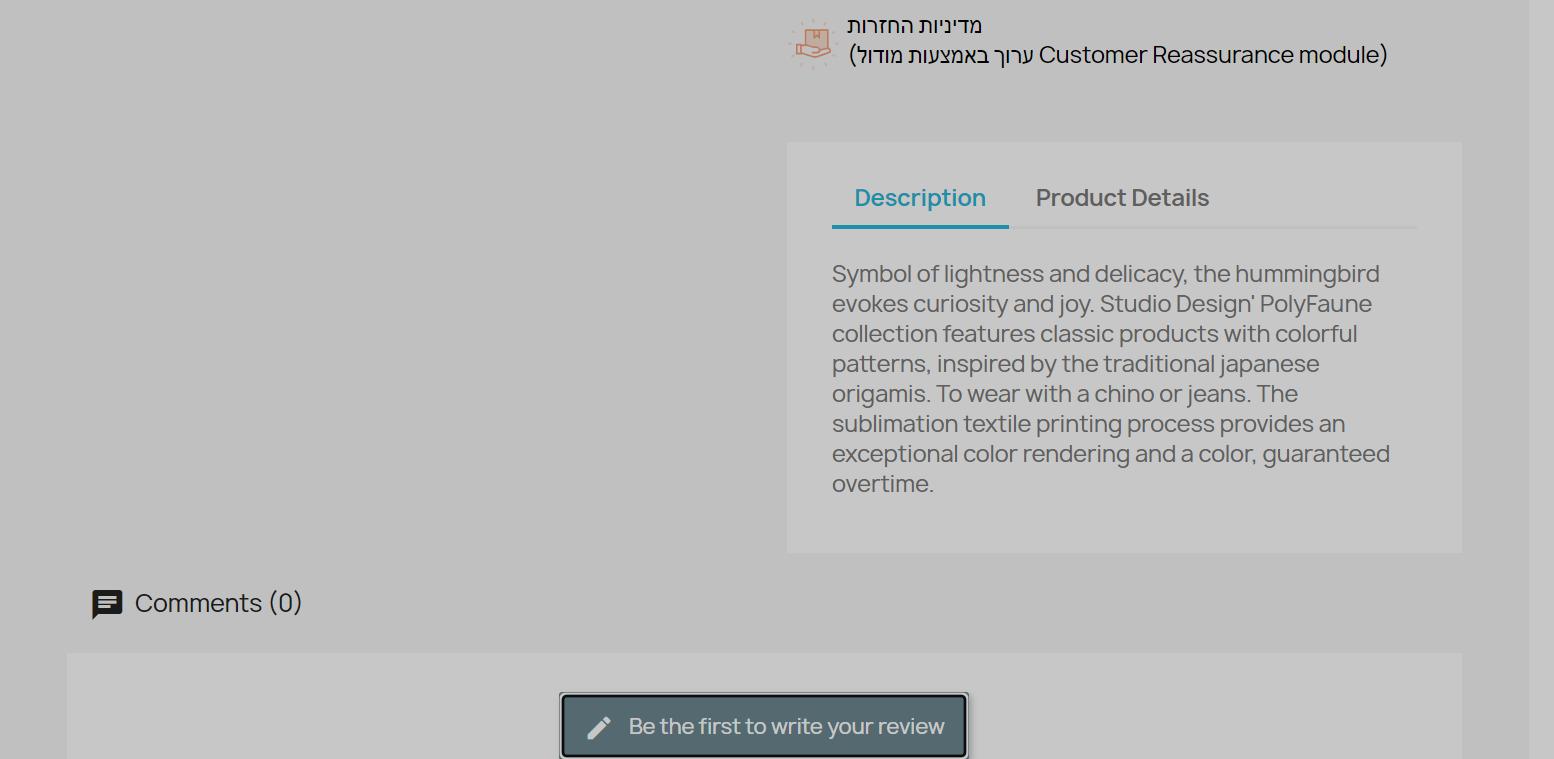 מדיניות החזרות
(ערוך באמצעות מודול Customer Reassurance module)
Description Product Details
Symbol of lightness and delicacy, the hummingbird
evokes curiosity and joy. Studio Design' PolyFaune
collection features classic products with colorful
patterns, inspired by the traditional japanese
origamis. To wear with a chino or jeans. The
sublimation textile printing process provides an
exceptional color rendering and a color, guaranteed
overtime.
Comments (0)
Be the first to write your review